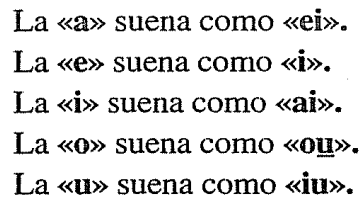 La «a» suena como «ei».
La «e» suena como «i».
La «i» suena como «ai».
La «o» suena como «ou».
La «u» suena como «iu».